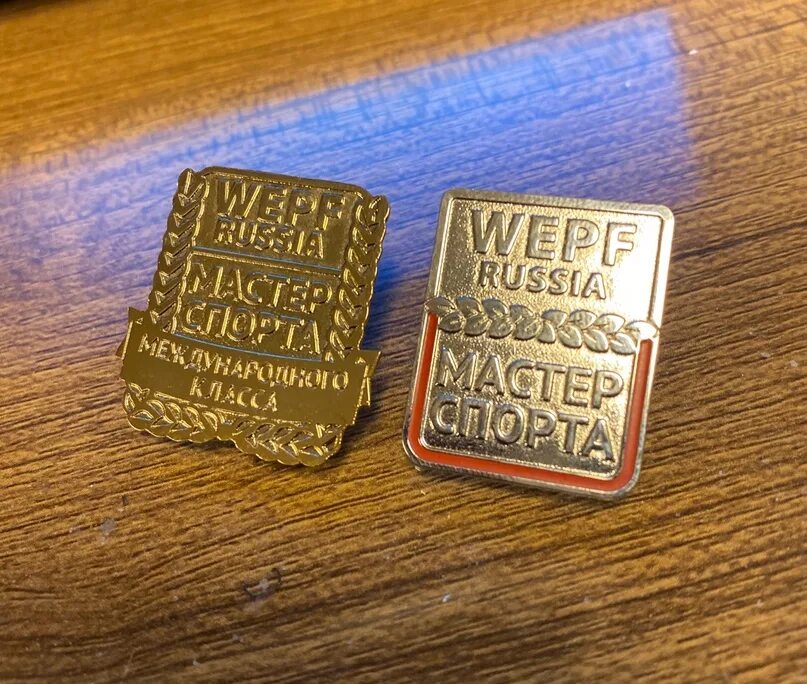 WEPF
RUSSIA
МАСТЕР
СПОРТА
МЕЖДУНАРОДНОГО
КЛАССА
WEPF
RUSSIA
МАСТЕР
СПОРТА